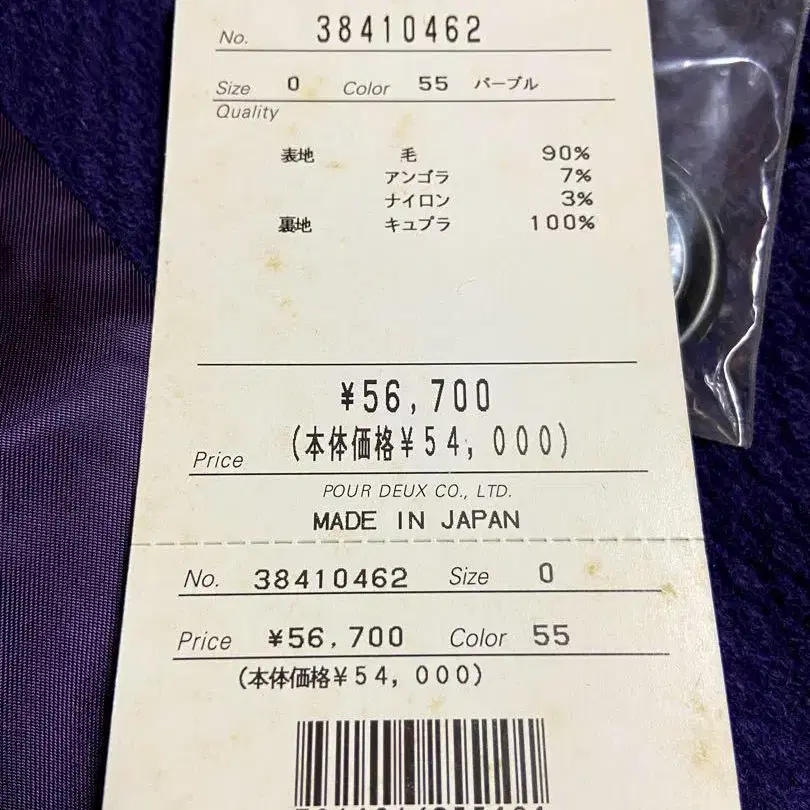 No. 38410462
Size 0 Color 55 パープル
Quality
表地 毛 90%
アンゴラ 7%
ナイロン 3%
裏地 キュプラ 100%
¥56,700
Price (本体価格¥54,000)
POUR DEUX CO., LTD.
MADE IN JAPAN
No. 38410462 Size 0
Price ¥56,700 Color 55
(本体価格¥54,000)